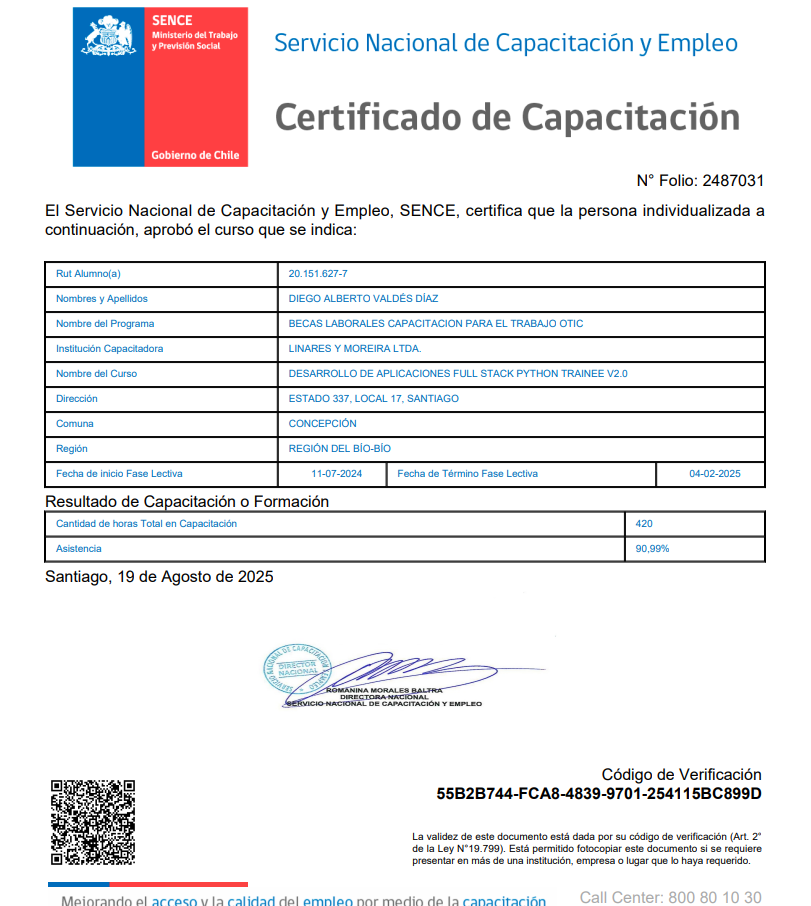 SENCE
Ministerio del Trabajo
y Previsión Social
Gobierno de Chile
Servicio Nacional de Capacitación y Empleo
Certificado de Capacitación
N° Folio: 2487031
El Servicio Nacional de Capacitación y Empleo, SENCE, certifica que la persona individualizada a
continuación, aprobó el curso que se indica:
Rut Alumno(a) 20.151.627-7
Nombres y Apellidos DIEGO ALBERTO VALDÉS DÍAZ
Nombre del Programa BECAS LABORALES CAPACITACION PARA EL TRABAJO OTIC
Institución Capacitadora LINARES Y MOREIRA LTDA.
Nombre del Curso DESARROLLO DE APLICACIONES FULL STACK PYTHON TRAINEE V2.0
Dirección ESTADO 337, LOCAL 17, SANTIAGO
Comuna CONCEPCIÓN
Región REGIÓN DEL BÍO-BÍO
Fecha de inicio Fase Lectiva 11-07-2024 Fecha de Término Fase Lectiva 04-02-2025
Resultado de Capacitación o Formación
Cantidad de horas Total en Capacitación 420
Asistencia 90,99%
Santiago, 19 de Agosto de 2025
SERVICIO NACIONAL DE CAPACITACIÓN Y EMPLEO
DIRECTOR
NACIONAL
ROMANINA MORALES BALTRA
DIRECTORA NACIONAL
SERVICIO NACIONAL DE CAPACITACIÓN Y EMPLEO
Código de Verificación
55B2B744-FCA8-4839-9701-254115BC899D
La validez de este documento está dada por su código de verificación (Art. 2°
de la Ley N°19.799). Está permitido fotocopiar este documento si se requiere
presentar en más de una institución, empresa o lugar que lo haya requerido.
Mejorando el acceso y la calidad del empleo por medio de la capacitación
Call Center: 800 80 10 30